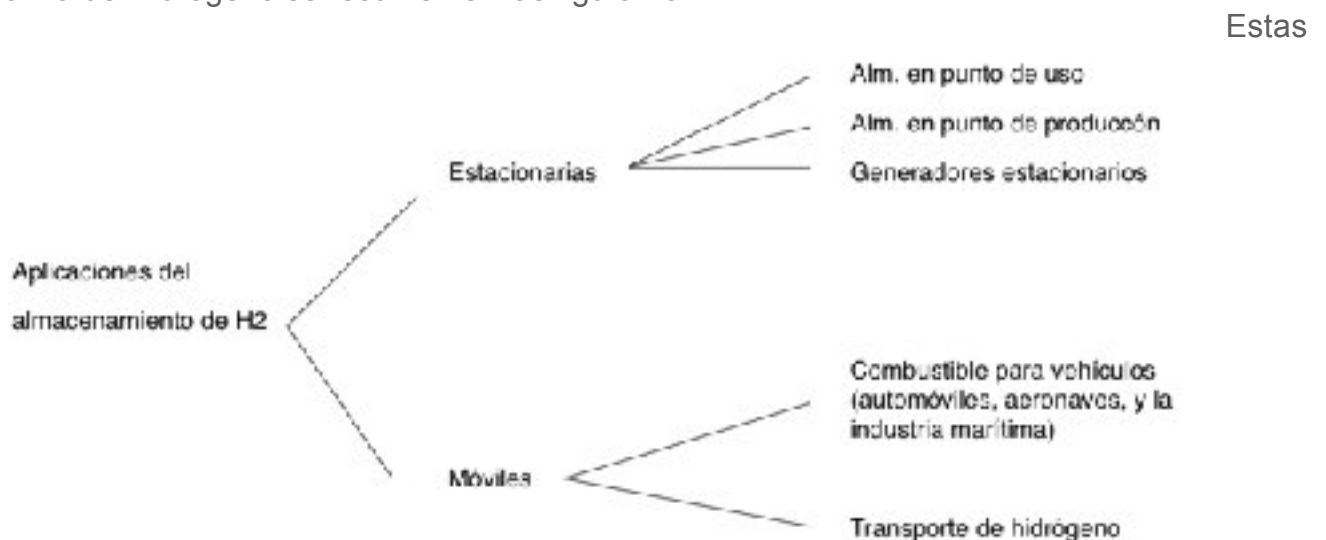 Estas
Alm. en punto de uso
Alm. en punto de produccón
Estacionarias
Generadores estacionarios
Aplicaciones del
almacenamiento de H2
Combustible para vehículos
(automóviles, aeronaves, y la
industria marítima)
Móviles
Transporte de hidrógeno